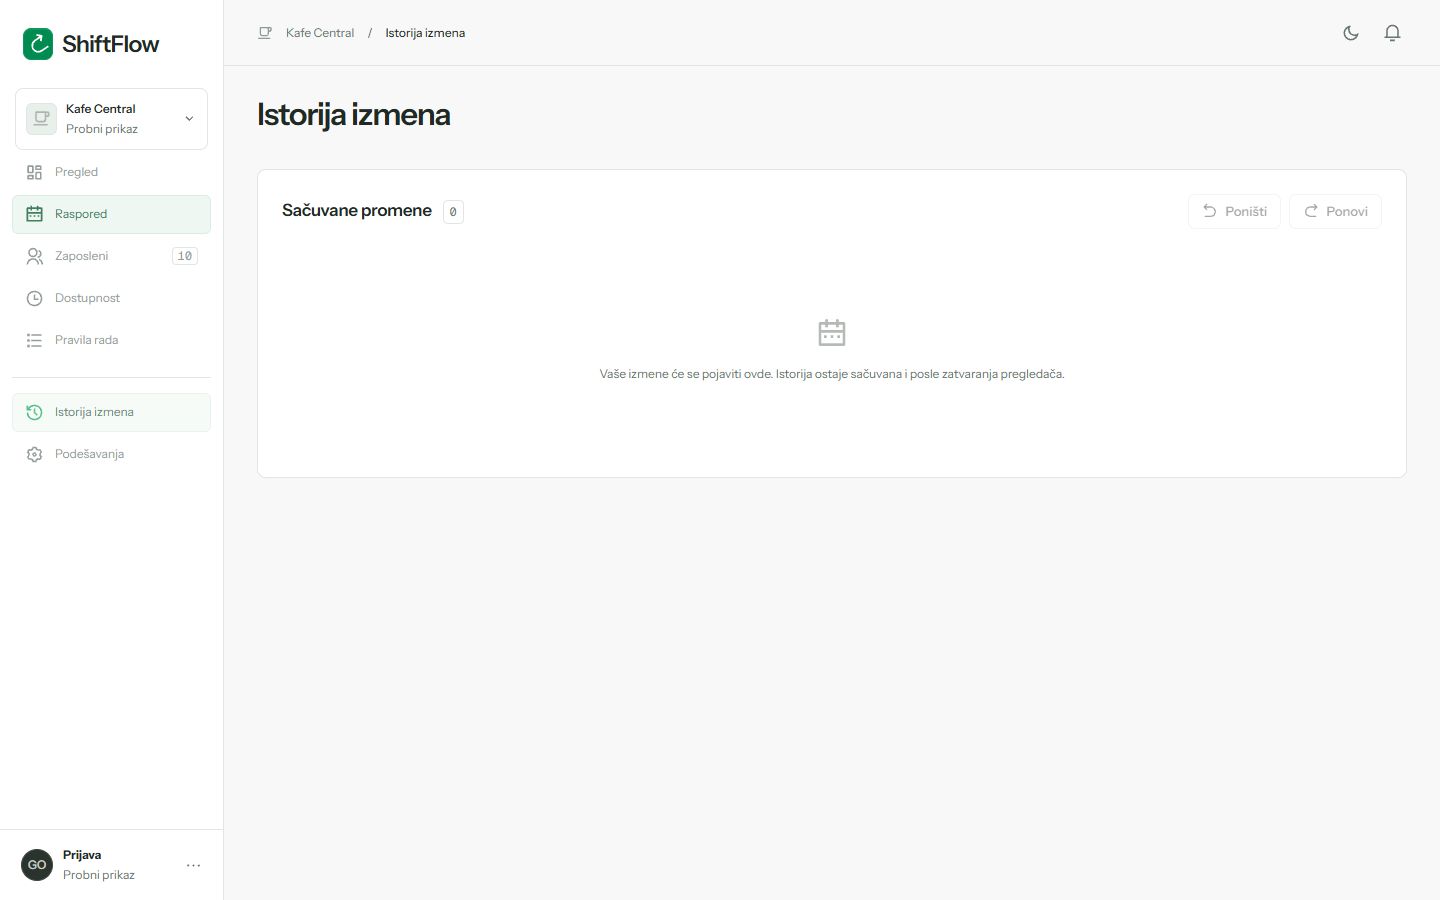 ShiftFlow
Kafe Central
Probni prikaz
Pregled
Raspored
Zaposleni 10
Dostupnost
Pravila rada
Istorija izmena
Podešavanja
GO
Prijava
Probni prikaz
Kafe Central / Istorija izmena
Istorija izmena
Sačuvane promene 0
Poništi
Ponovi
Vaše izmene će se pojaviti ovde. Istorija ostaje sačuvana i posle zatvaranja pregledača.